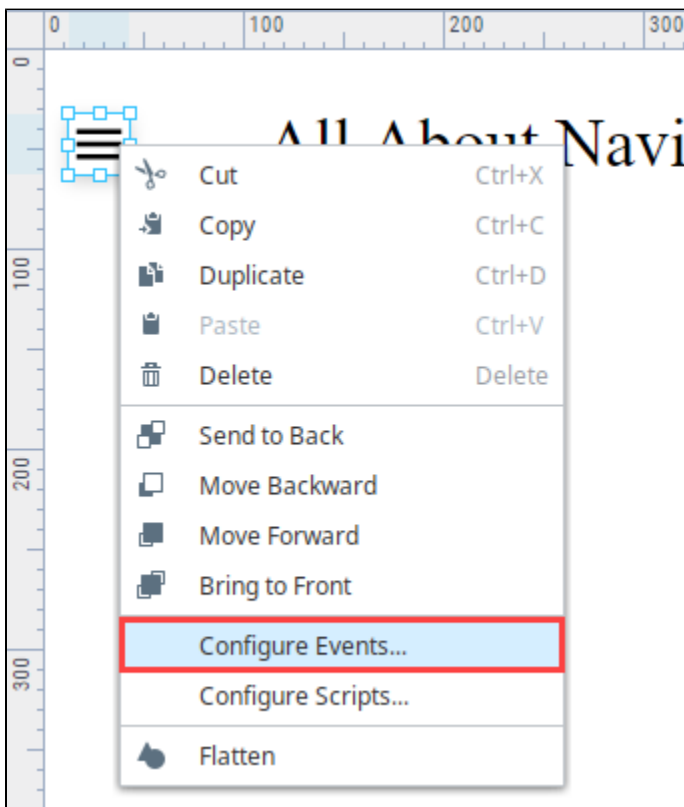 0 100 200 300
0
All About Navi
Cut Ctrl+X
Copy Ctrl+C
100
Duplicate Ctrl+D
Paste Ctrl+V
Delete Delete
Send to Back
200
Move Backward
Move Forward
Bring to Front
Configure Events...
300
Configure Scripts...
Flatten